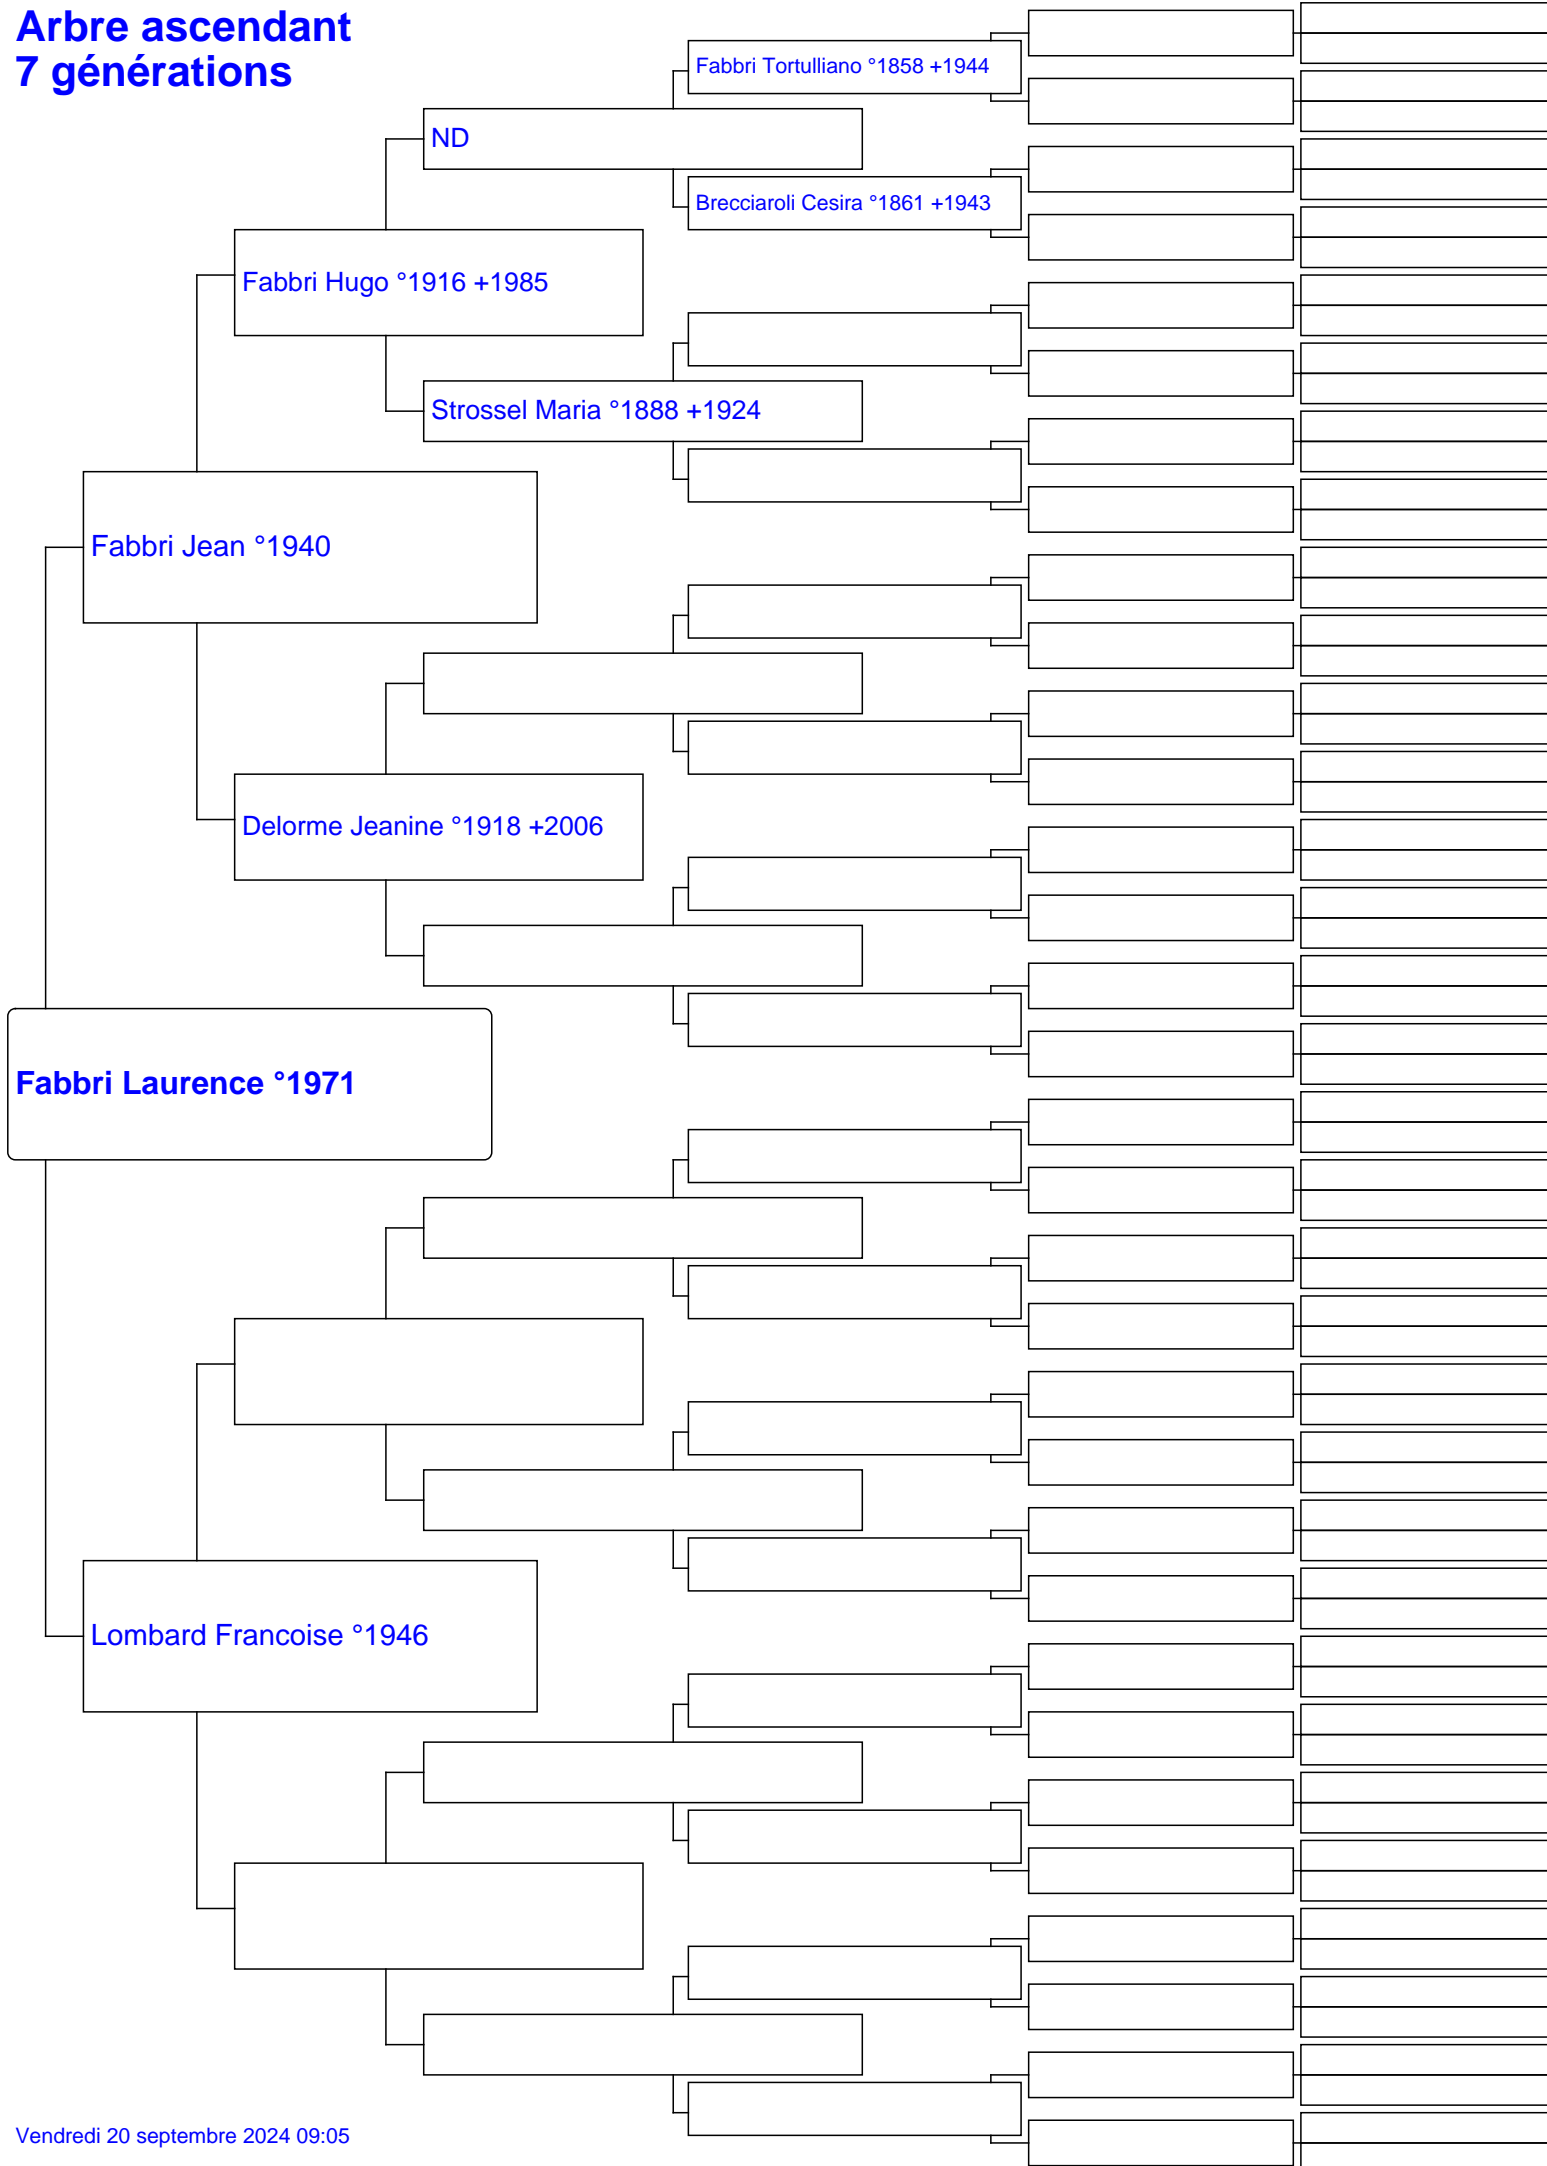 Arbre ascendant
7 générations
Fabbri Tortulliano °1858 +1944
ND
Brecciaroli Cesira °1861 +1943
Fabbri Hugo °1916 +1985
Strossel Maria °1888 +1924
Fabbri Jean °1940
Delorme Jeanine °1918 +2006
Fabbri Laurence °1971
Lombard Francoise °1946
Vendredi 20 septembre 2024 09:05